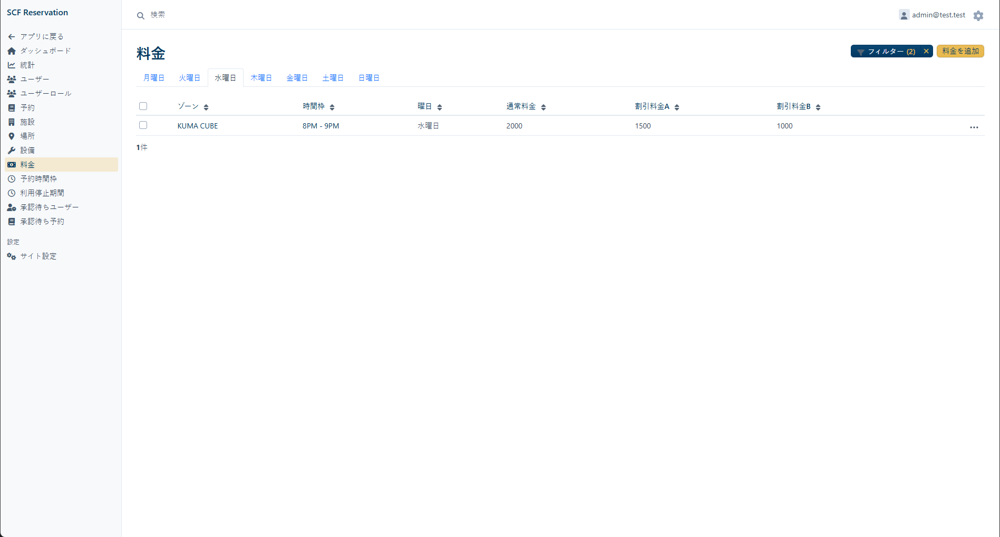 SCF Reservation
アプリに戻る
ダッシュボード
統計
ユーザー
ユーザーロール
予約
施設
場所
設備
料金
予約時間枠
利用停止期間
承認待ちユーザー
承認待ち予約
設定
サイト設定
検索
admin@test.test
料金
フィルター (2) ×
料金を追加
月曜日 火曜日 水曜日 木曜日 金曜日 土曜日 日曜日
ゾーン 時間枠 曜日 通常料金 割引料金A 割引料金B
KUMA CUBE 8PM - 9PM 水曜日 2000 1500 1000
1件